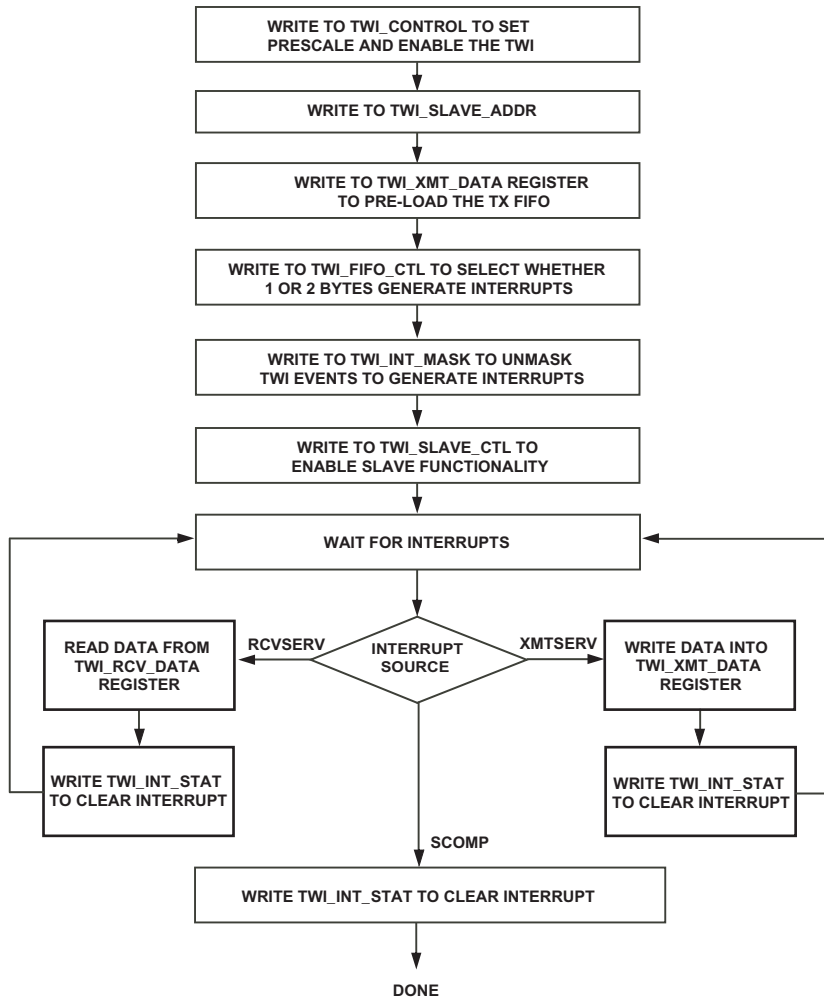 WRITE TO TWI_CONTROL TO SET
PRESCALE AND ENABLE THE TWI
WRITE TO TWI_SLAVE_ADDR
WRITE TO TWI_XMT_DATA REGISTER
TO PRE-LOAD THE TX FIFO
WRITE TO TWI_FIFO_CTL TO SELECT WHETHER
1 OR 2 BYTES GENERATE INTERRUPTS
WRITE TO TWI_INT_MASK TO UNMASK
TWI EVENTS TO GENERATE INTERRUPTS
WRITE TO TWI_SLAVE_CTL TO
ENABLE SLAVE FUNCTIONALITY
WAIT FOR INTERRUPTS
READ DATA FROM
TWI_RCV_DATA
REGISTER
RCVSERV
INTERRUPT
SOURCE
XMTSERV
WRITE DATA INTO
TWI_XMT_DATA
REGISTER
WRITE TWI_INT_STAT
TO CLEAR INTERRUPT
WRITE TWI_INT_STAT
TO CLEAR INTERRUPT
SCOMP
WRITE TWI_INT_STAT TO CLEAR INTERRUPT
DONE